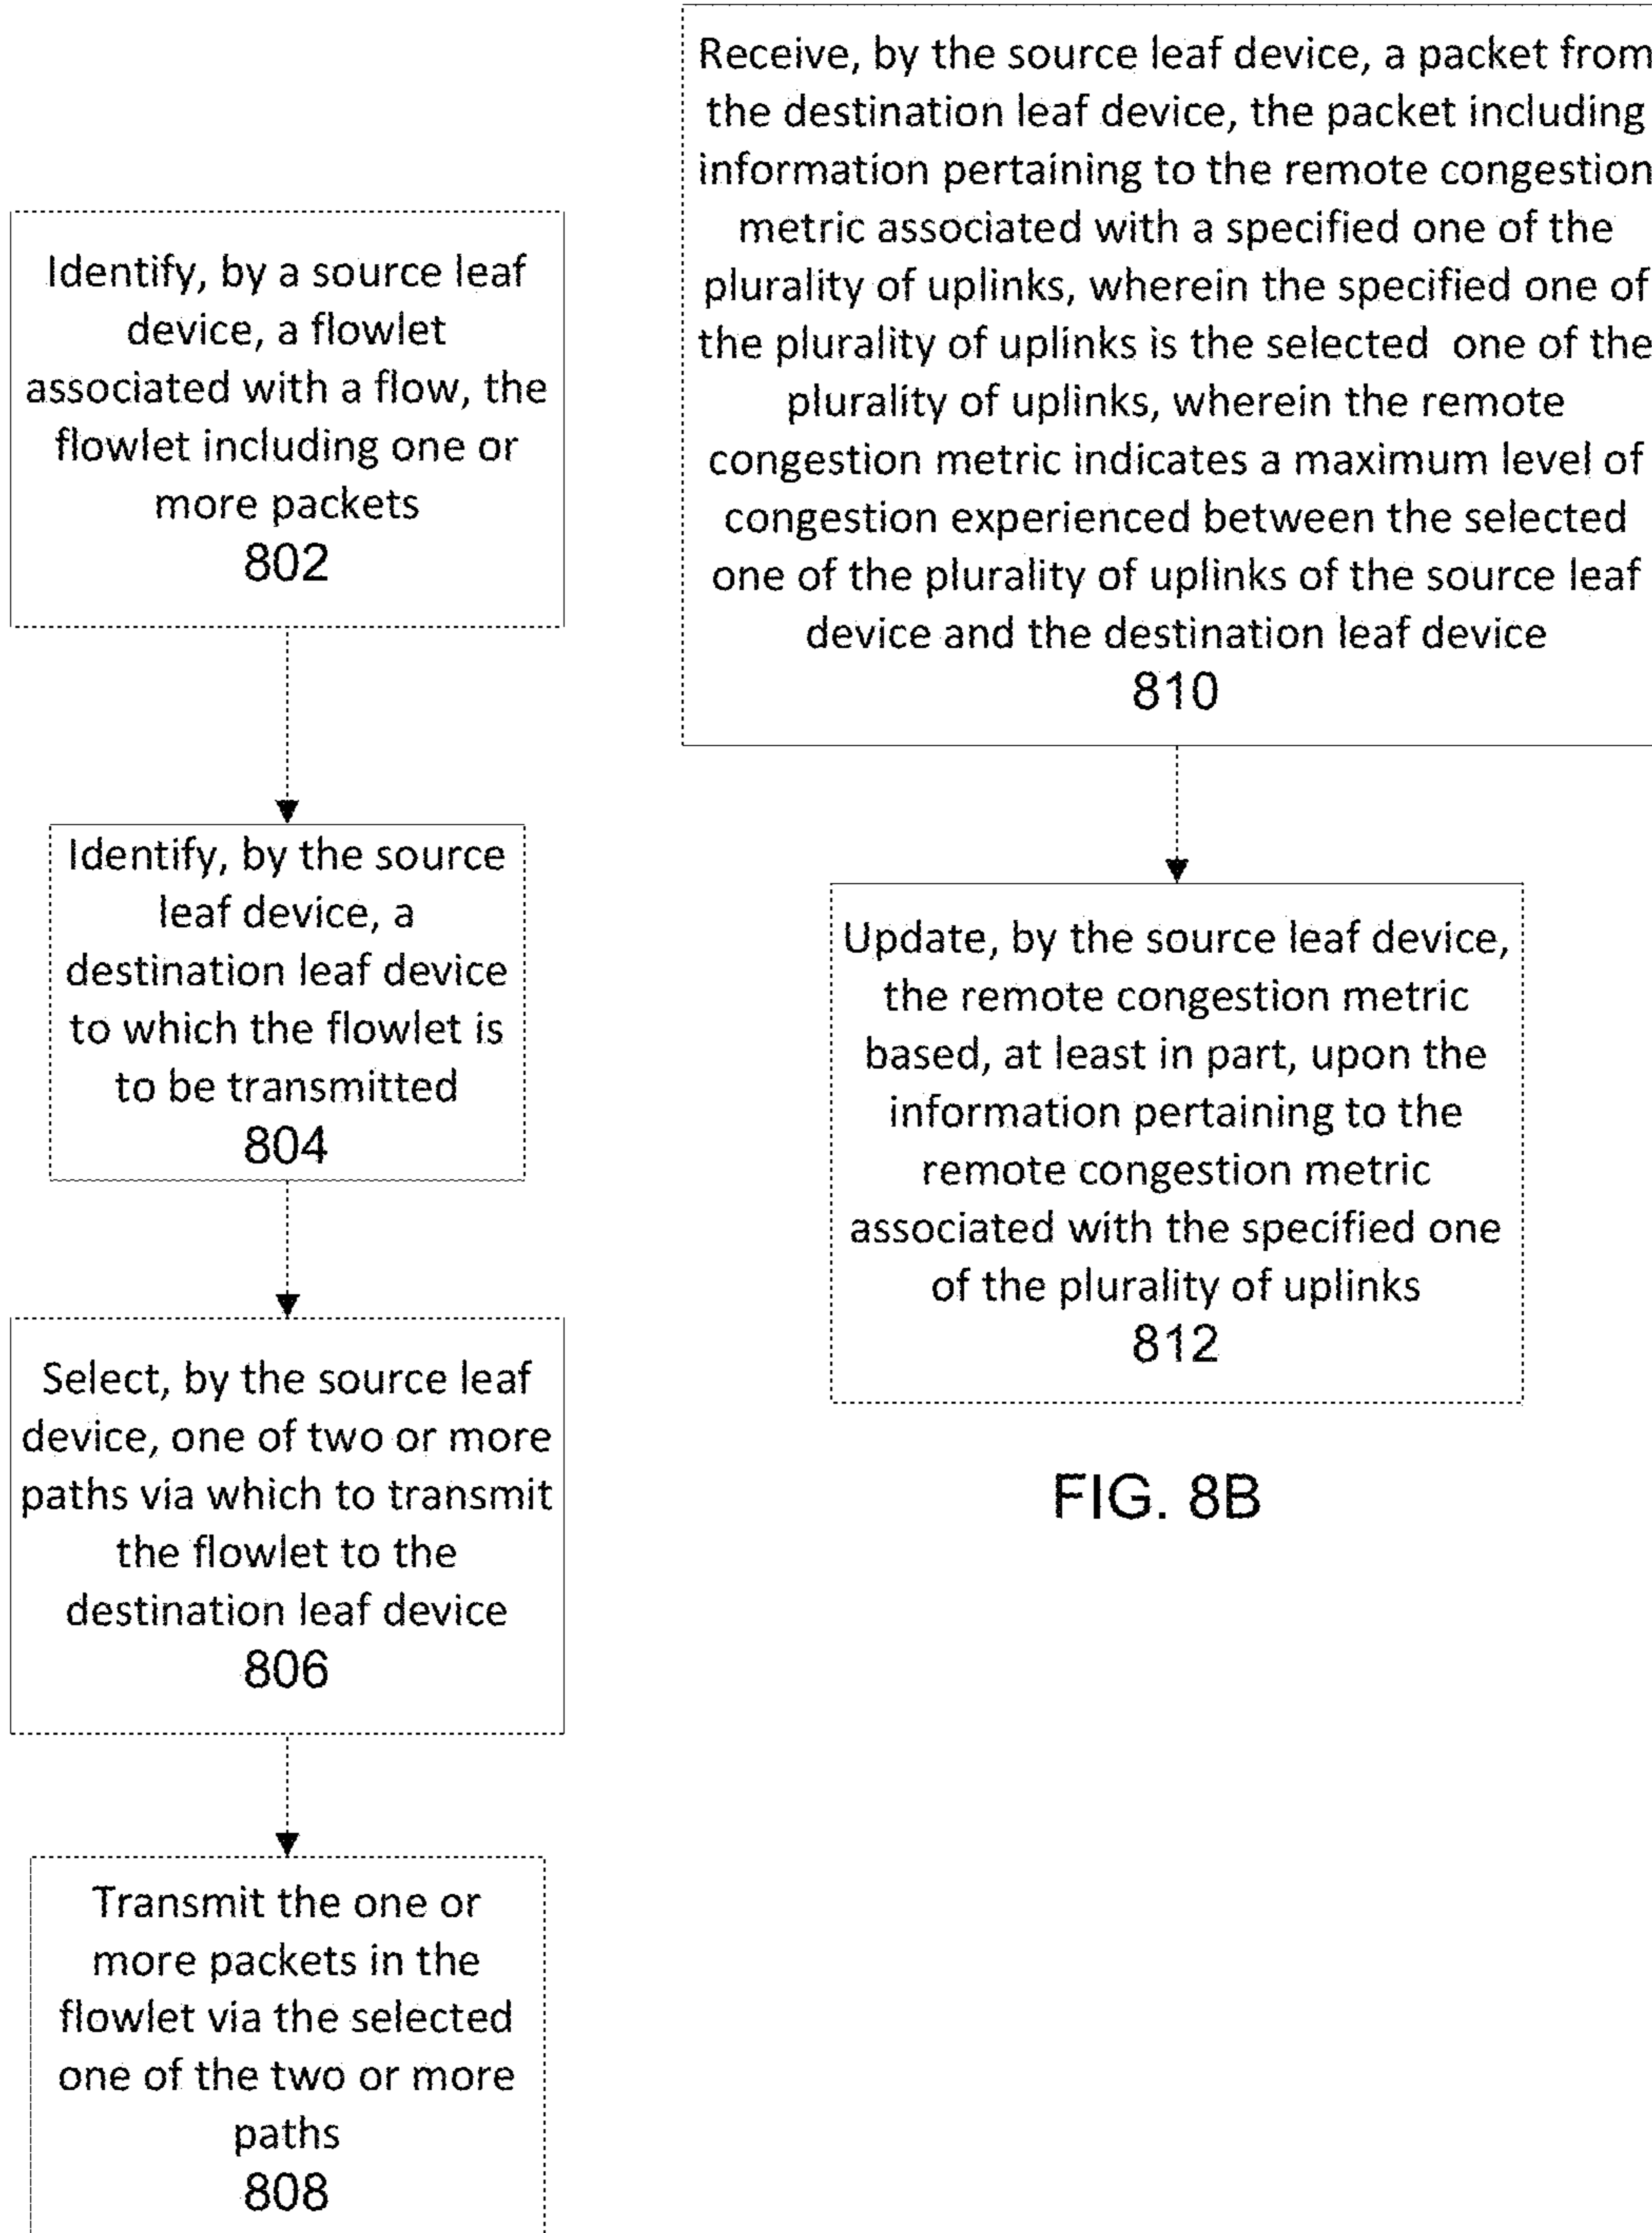 Identify, by a source leaf
device, a flowlet
associated with a flow, the
flowlet including one or
more packets
802
Identify, by the source
leaf device, a
destination leaf device
to which the flowlet is
to be transmitted
804
Select, by the source leaf
device, one of two or more
paths via which to transmit
the flowlet to the
destination leaf device
806
Transmit the one or
more packets in the
flowlet via the selected
one of the two or more
paths
808
Receive, by the source leaf device, a packet from
the destination leaf device, the packet including
information pertaining to the remote congestion
metric associated with a specified one of the
plurality of uplinks, wherein the specified one of
the plurality of uplinks is the selected one of the
plurality of uplinks, wherein the remote
congestion metric indicates a maximum level of
congestion experienced between the selected
one of the plurality of uplinks of the source leaf
device and the destination leaf device
810
Update, by the source leaf device,
the remote congestion metric
based, at least in part, upon the
information pertaining to the
remote congestion metric
associated with the specified one
of the plurality of uplinks
812
FIG. 8B